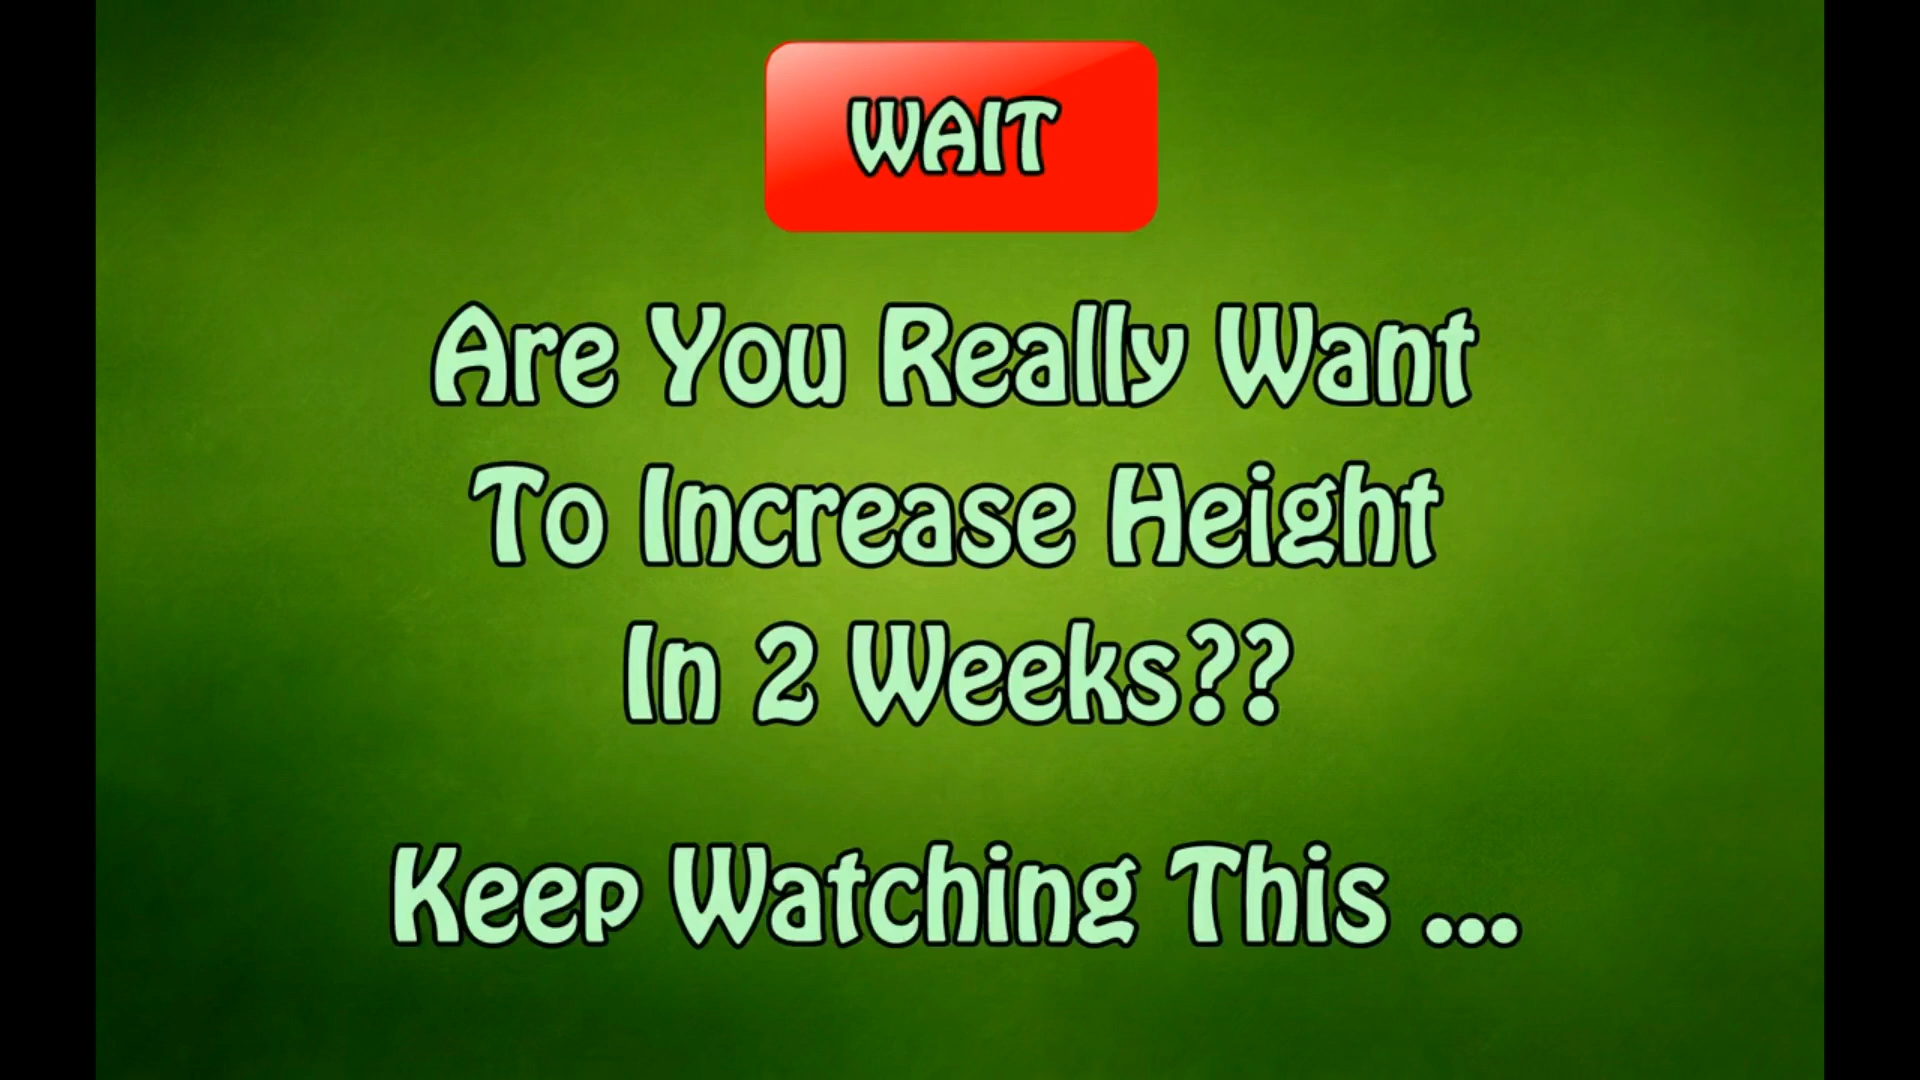 WAIT
Are You Really Want
To Increase Height
In 2 Weeks??
Keep Watching This ...